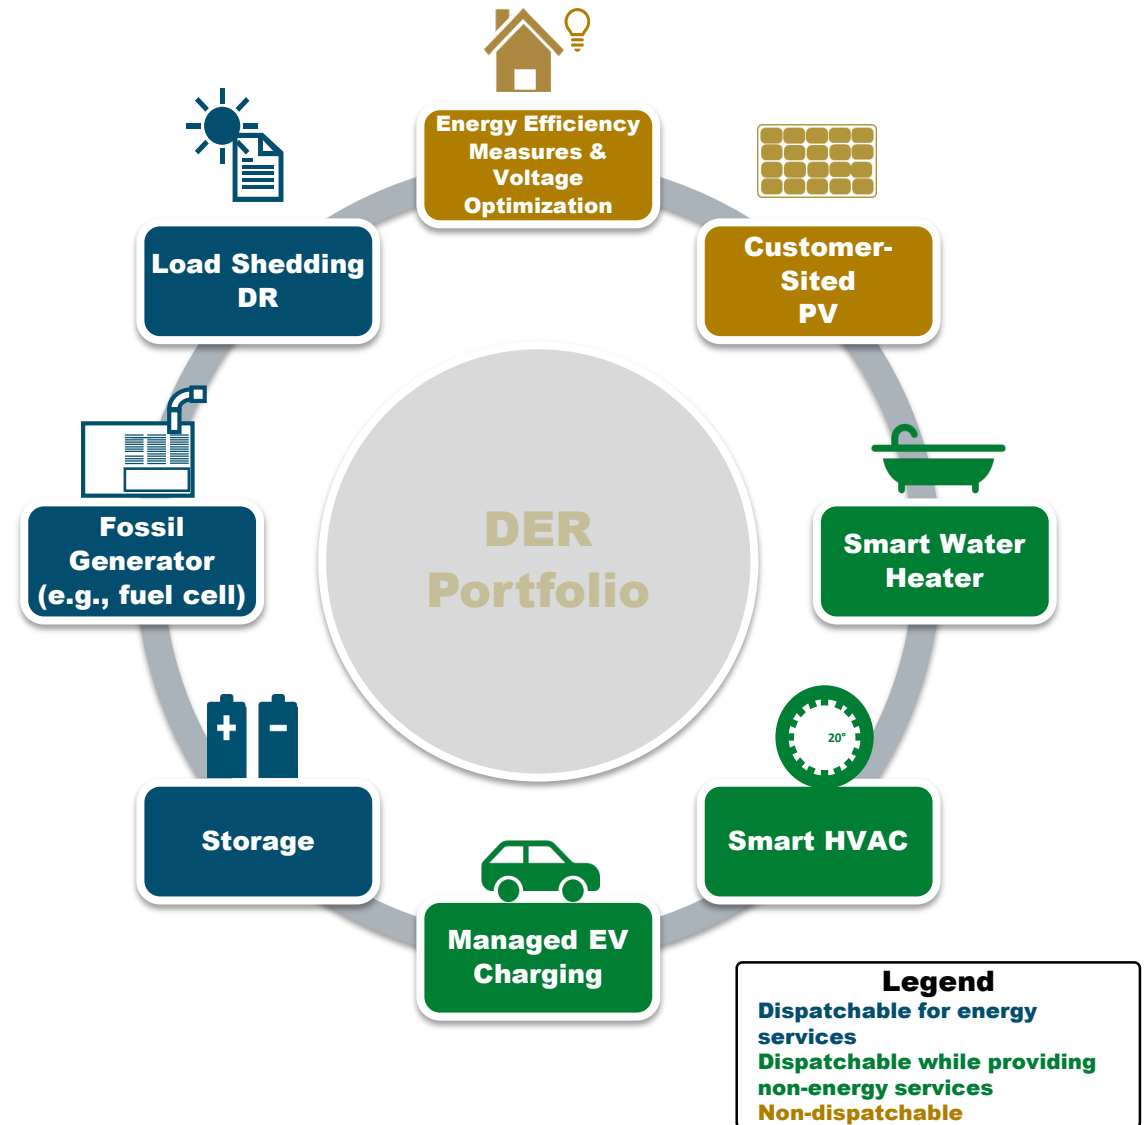 Energy Efficiency
Measures &
Voltage
Optimization
Customer-
Sited
PV
Load Shedding
DR
Fossil
Generator
(e.g., fuel cell)
DER
Portfolio
Smart Water
Heater
20°
Storage
+ −
Smart HVAC
Managed EV
Charging
Legend
Dispatchable for energy
services
Dispatchable while providing
non-energy services
Non-dispatchable